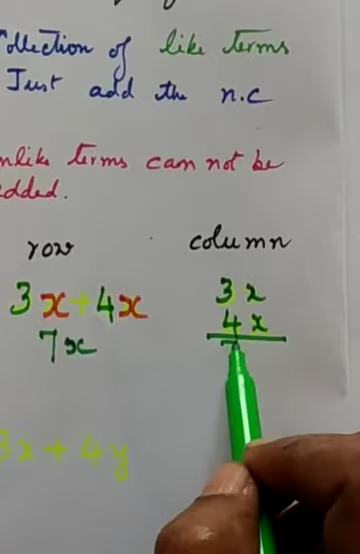 Collection of like terms
Just add the n.c
unlike terms can not be
added.
row
column
3x + 4x
7x
3x
4x
3x + 4y